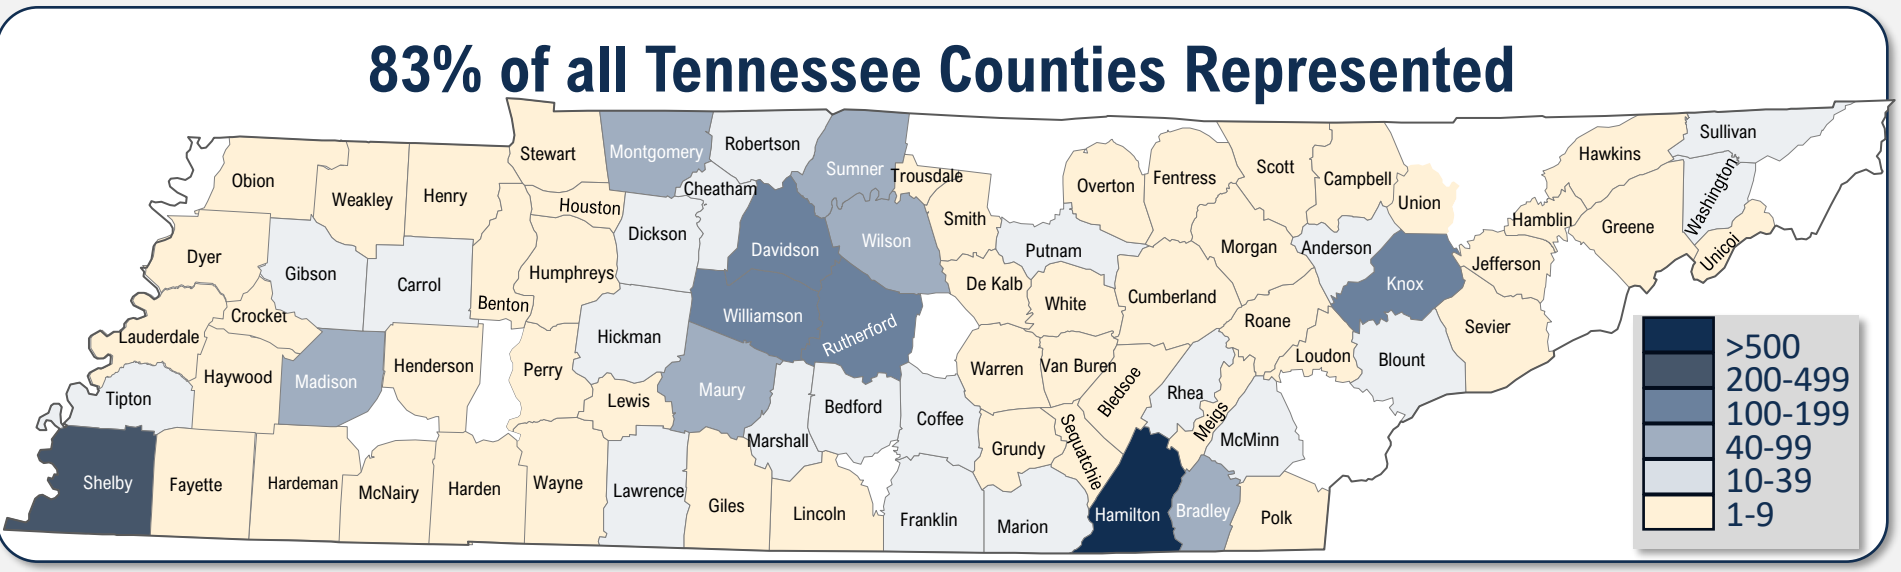 83% of all Tennessee Counties Represented
Stewart
Montgomery
Robertson
Sumner
Trousdale
Cheatham
Obion
Weakley
Henry
Houston
Dickson
Davidson
Wilson
Smith
Overton
Fentress
Scott
Campbell
Union
Hawkins
Sullivan
Washington
Hamblin
Greene
Unicoi
Dyer
Gibson
Carrol
Benton
Humphreys
Putnam
Morgan
Anderson
Knox
Jefferson
Lauderdale
Crocket
Hickman
Williamson
Rutherford
De Kalb
White
Cumberland
Roane
Loudon
Blount
Sevier
Tipton
Haywood
Madison
Henderson
Perry
Lewis
Maury
Marshall
Bedford
Coffee
Warren
Van Buren
Bledsoe
Rhea
Meigs
McMinn
Shelby
Fayette
Hardeman
McNairy
Harden
Wayne
Lawrence
Giles
Lincoln
Franklin
Grundy
Sequatchie
Marion
Hamilton
Bradley
Polk
>500
200-499
100-199
40-99
10-39
1-9